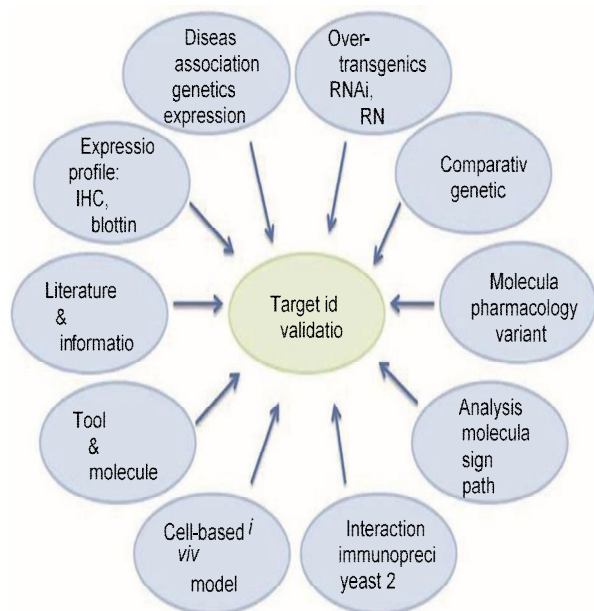 Diseas
association
genetics
expression
Over-
transgenics
RNAi,
RN
Expressio
profile:
IHC,
blottin
Comparativ
genetic
Literature
&
informatio
Target id
validatio
Molecula
pharmacology
variant
Tool
&
molecule
Analysis
molecula
sign
path
Cell-based i
viv
model
Interaction
immunopreci
yeast 2